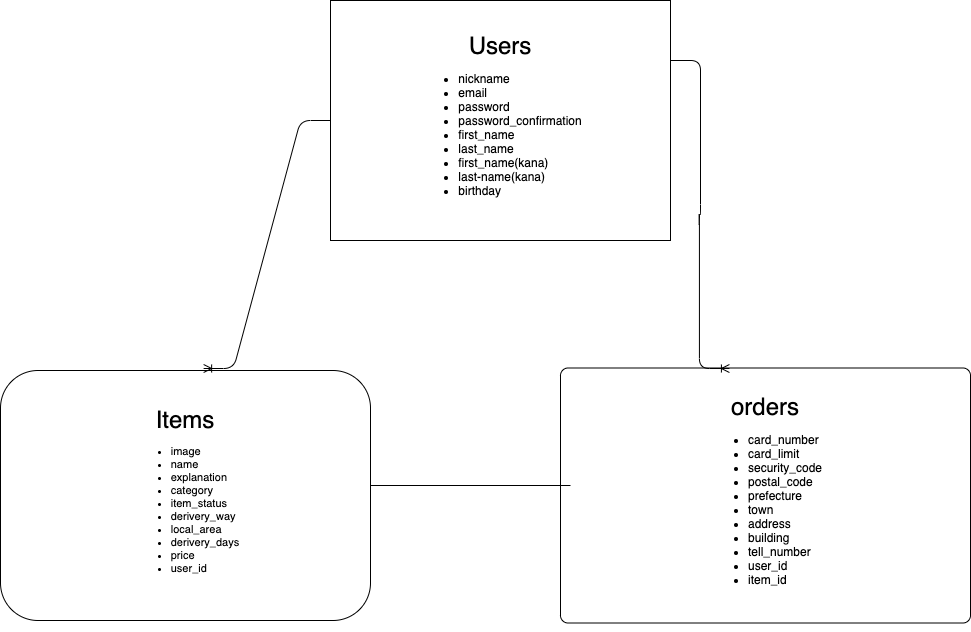 Users
nickname
email
password
password_confirmation
first_name
last_name
first_name(kana)
last-name(kana)
birthday
Items
image
name
explanation
category
item_status
derivery_way
local_area
derivery_days
price
user_id
orders
card_number
card_limit
security_code
postal_code
prefecture
town
address
building
tell_number
user_id
item_id